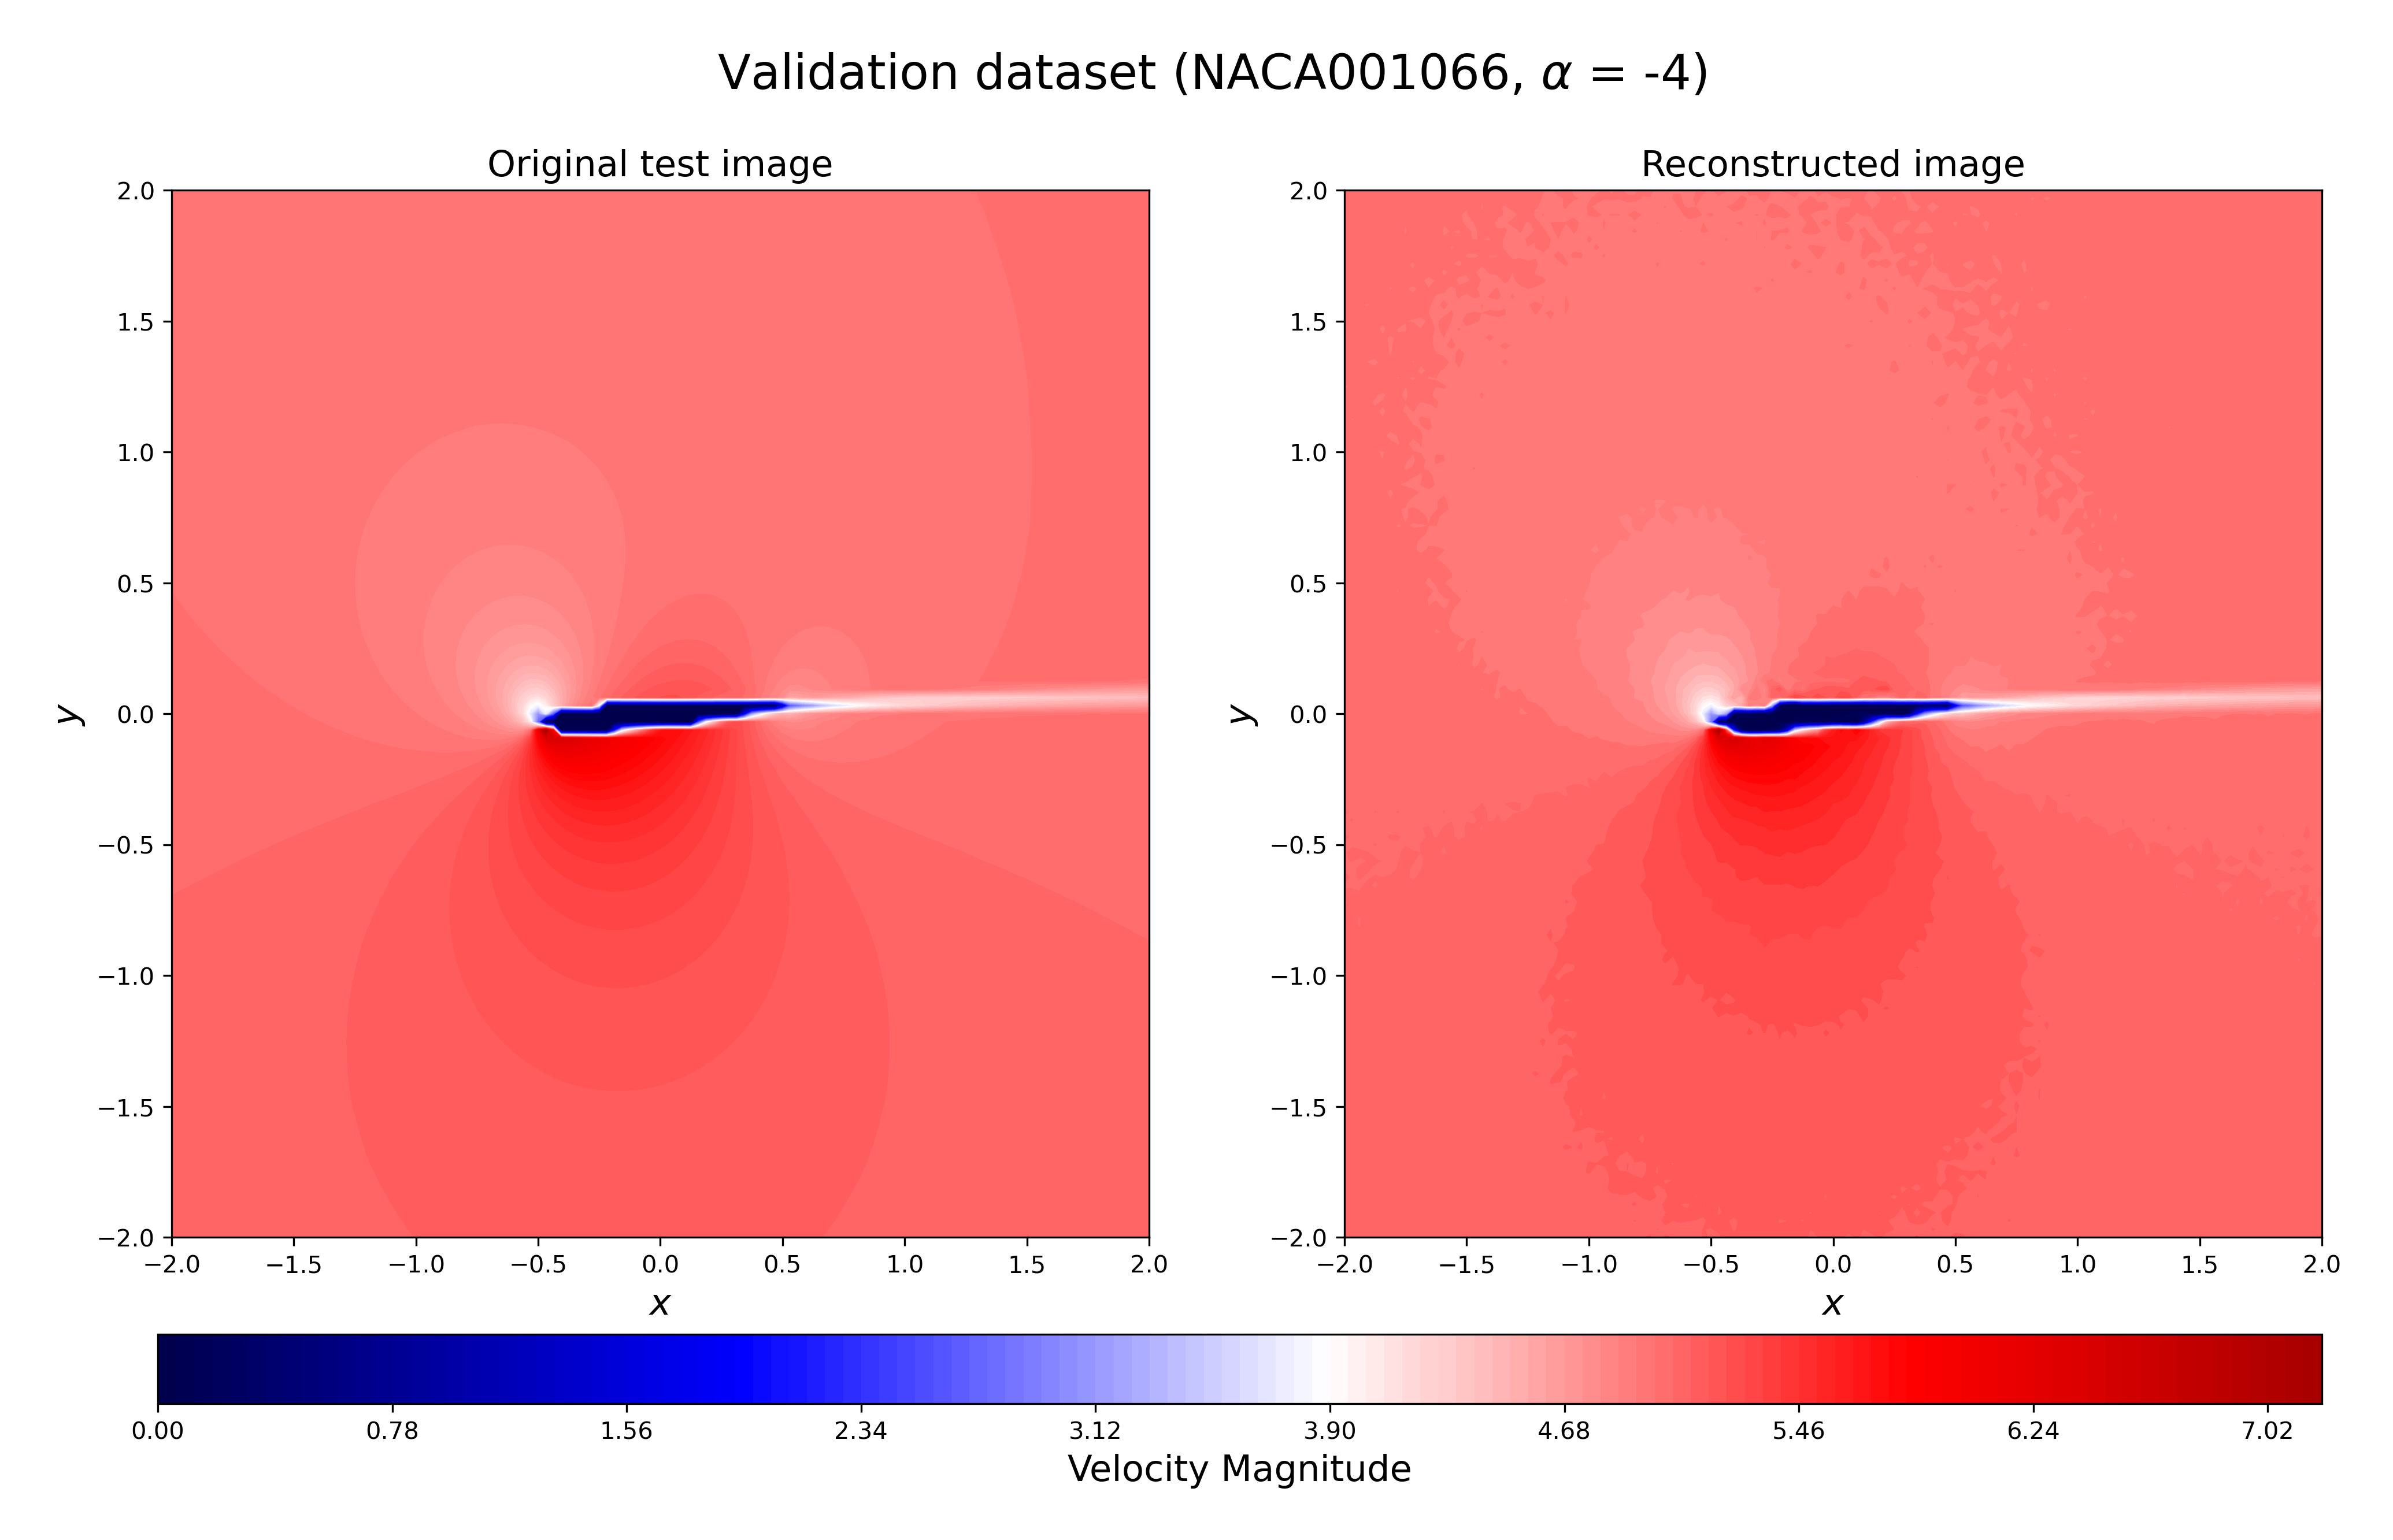 Validation dataset (NACA001066, α = -4)
Original test image
Reconstructed image
2.0
1.5
1.0
0.5
0.0
−0.5
−1.0
−1.5
−2.0
y
−2.0 −1.5 −1.0 −0.5 0.0 0.5 1.0 1.5 2.0
x
2.0
1.5
1.0
0.5
0.0
−0.5
−1.0
−1.5
−2.0
y
−2.0 −1.5 −1.0 −0.5 0.0 0.5 1.0 1.5 2.0
x
0.00 0.78 1.56 2.34 3.12 3.90 4.68 5.46 6.24 7.02
Velocity Magnitude